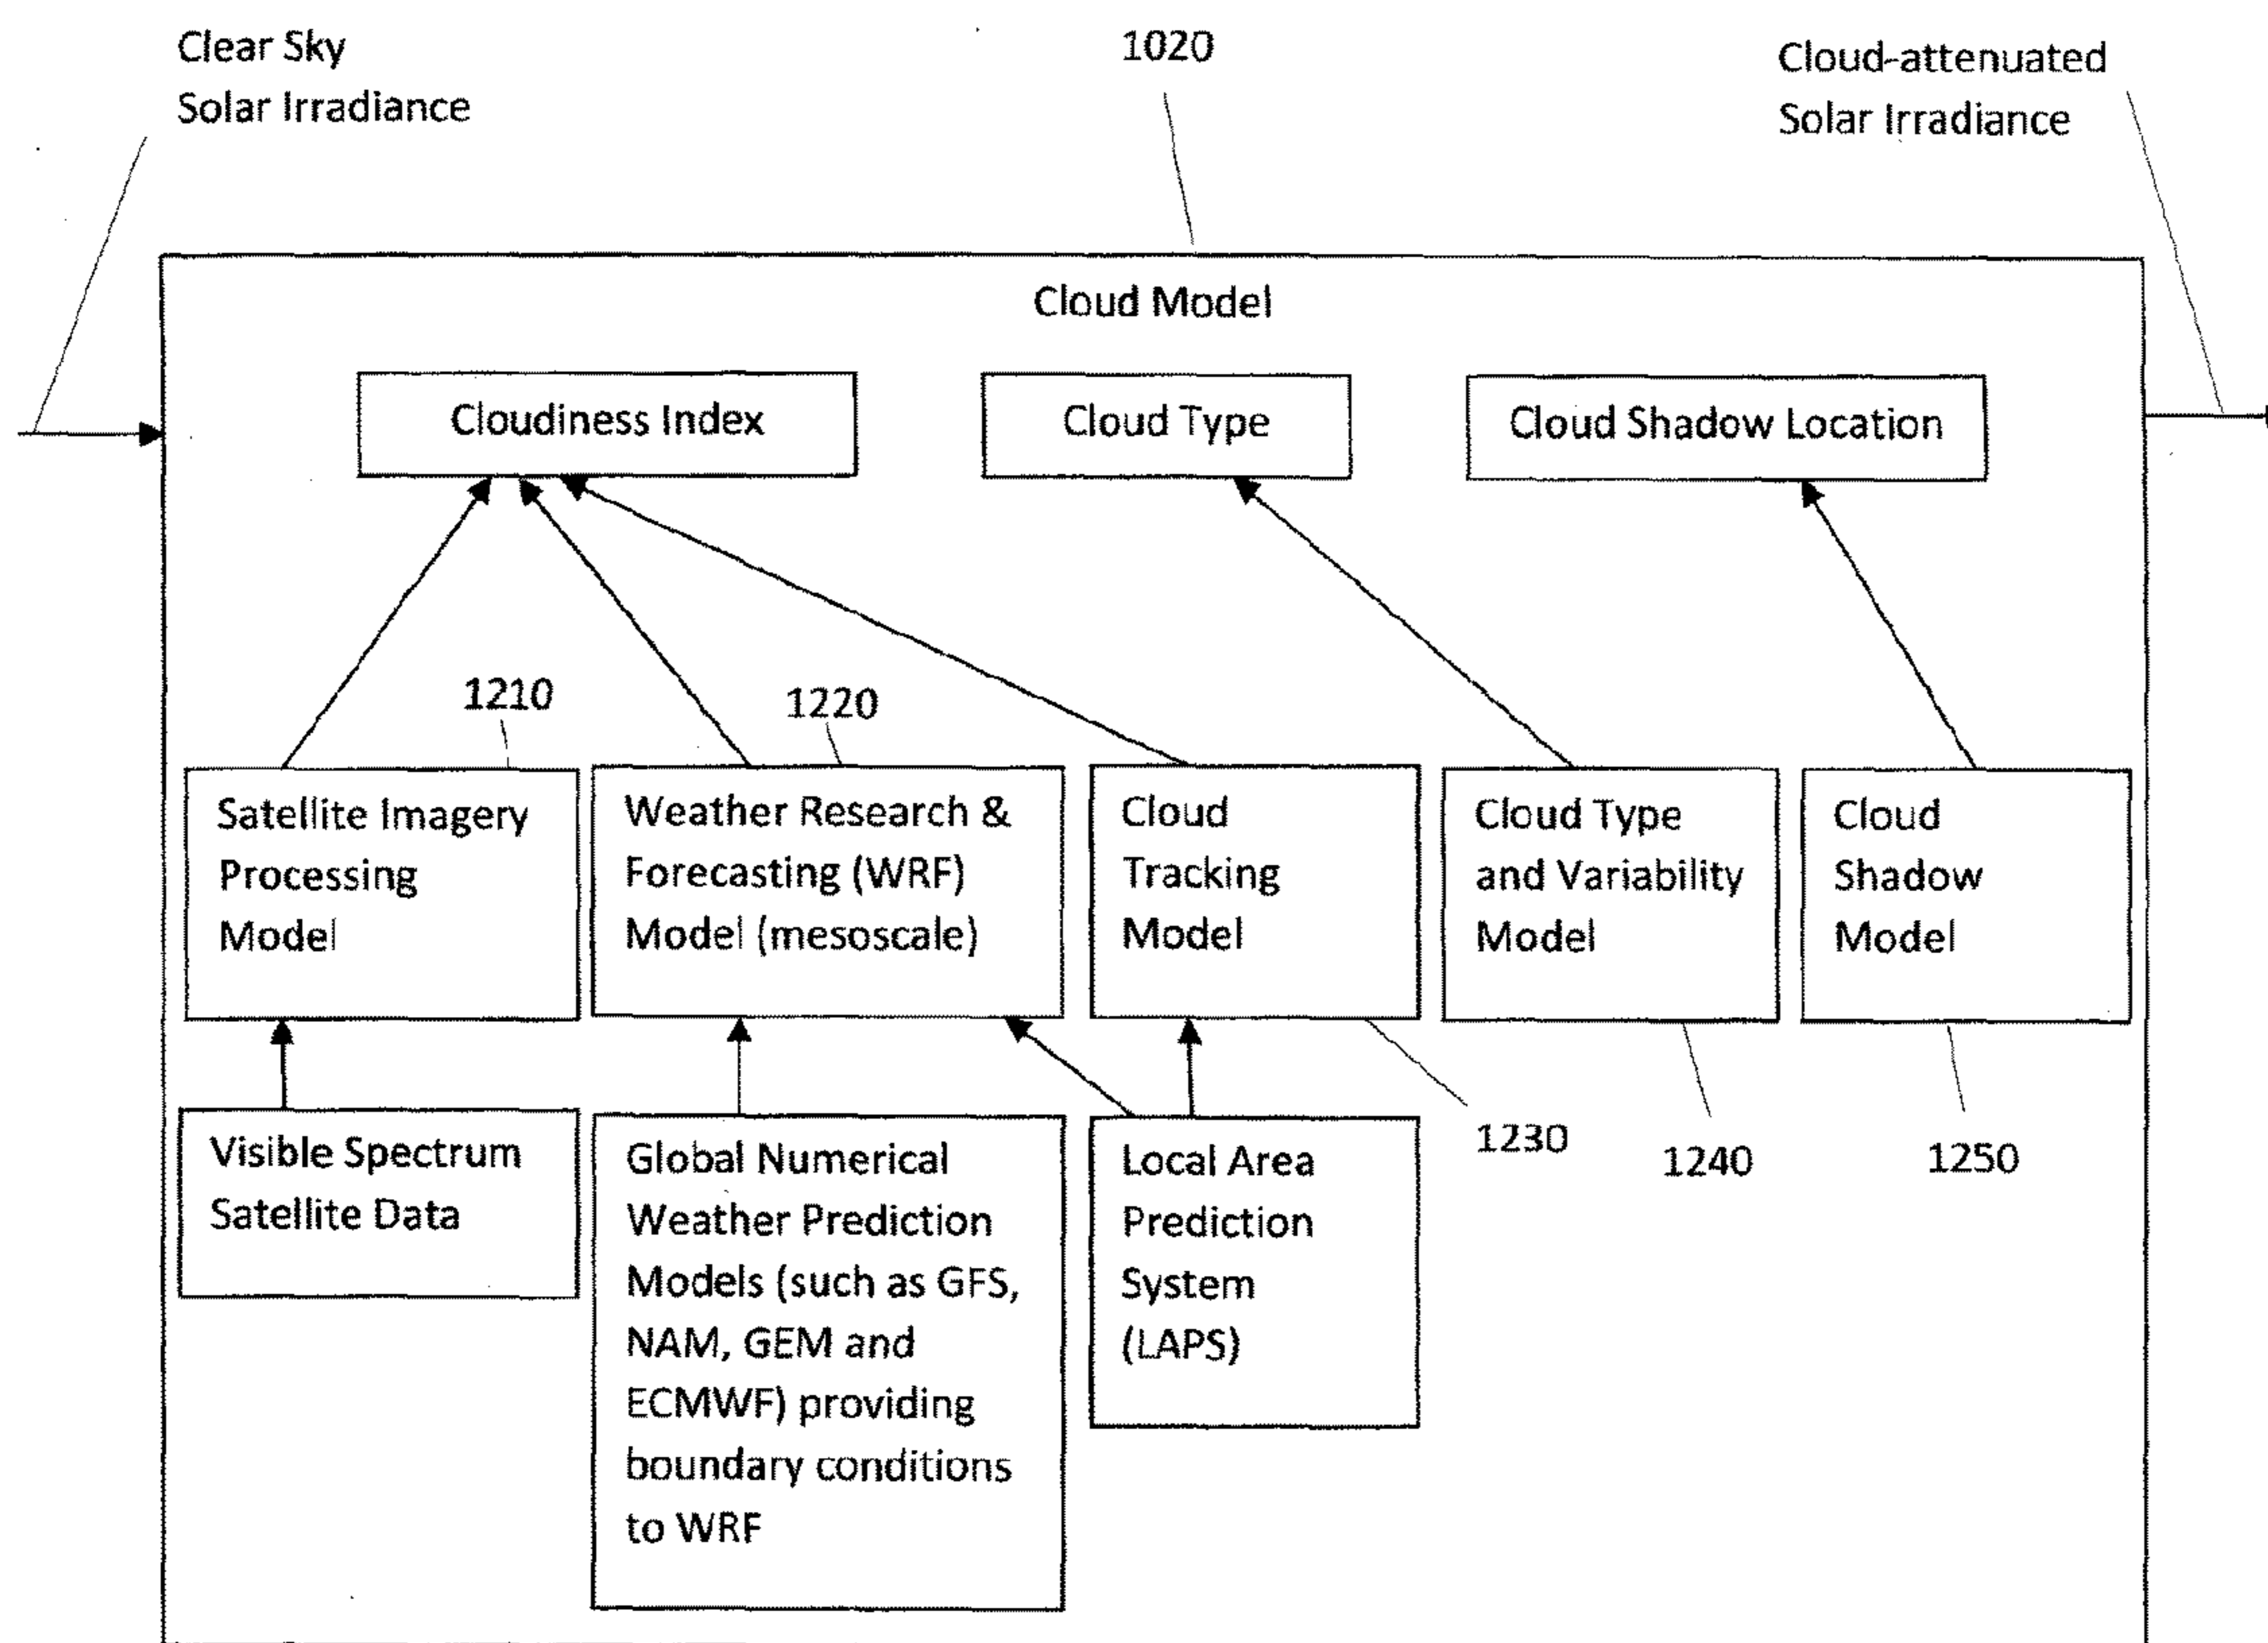 Clear Sky
Solar Irradiance
1020
Cloud-attenuated
Solar Irradiance
Cloud Model
Cloudiness Index
Cloud Type
Cloud Shadow Location
1210
1220
Satellite Imagery
Processing
Model
Weather Research &
Forecasting (WRF)
Model (mesoscale)
Cloud
Tracking
Model
Cloud Type
and Variability
Model
Cloud
Shadow
Model
1230
1240
1250
Visible Spectrum
Satellite Data
Global Numerical
Weather Prediction
Models (such as GFS,
NAM, GEM and
ECMWF) providing
boundary conditions
to WRF
Local Area
Prediction
System
(LAPS)